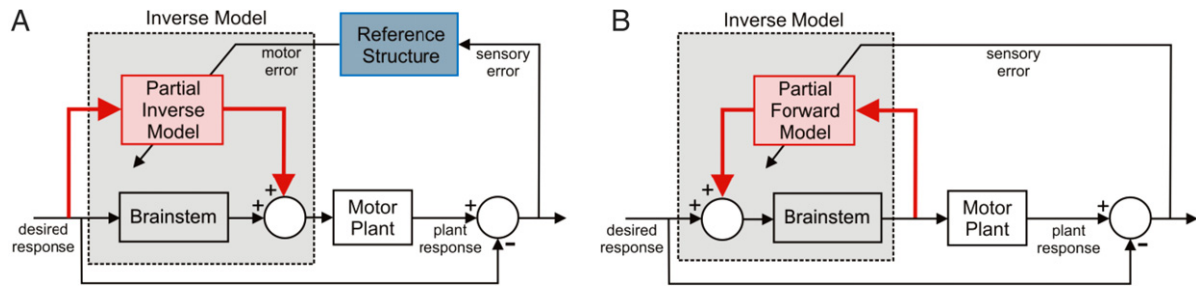 A
Inverse Model
motor
error
Reference
Structure
sensory
error
Partial
Inverse
Model
+
+
Brainstem
Motor
Plant
+
-
desired
response
plant
response
B
Inverse Model
sensory
error
Partial
Forward
Model
+
+
Brainstem
Motor
Plant
+
-
desired
response
plant
response